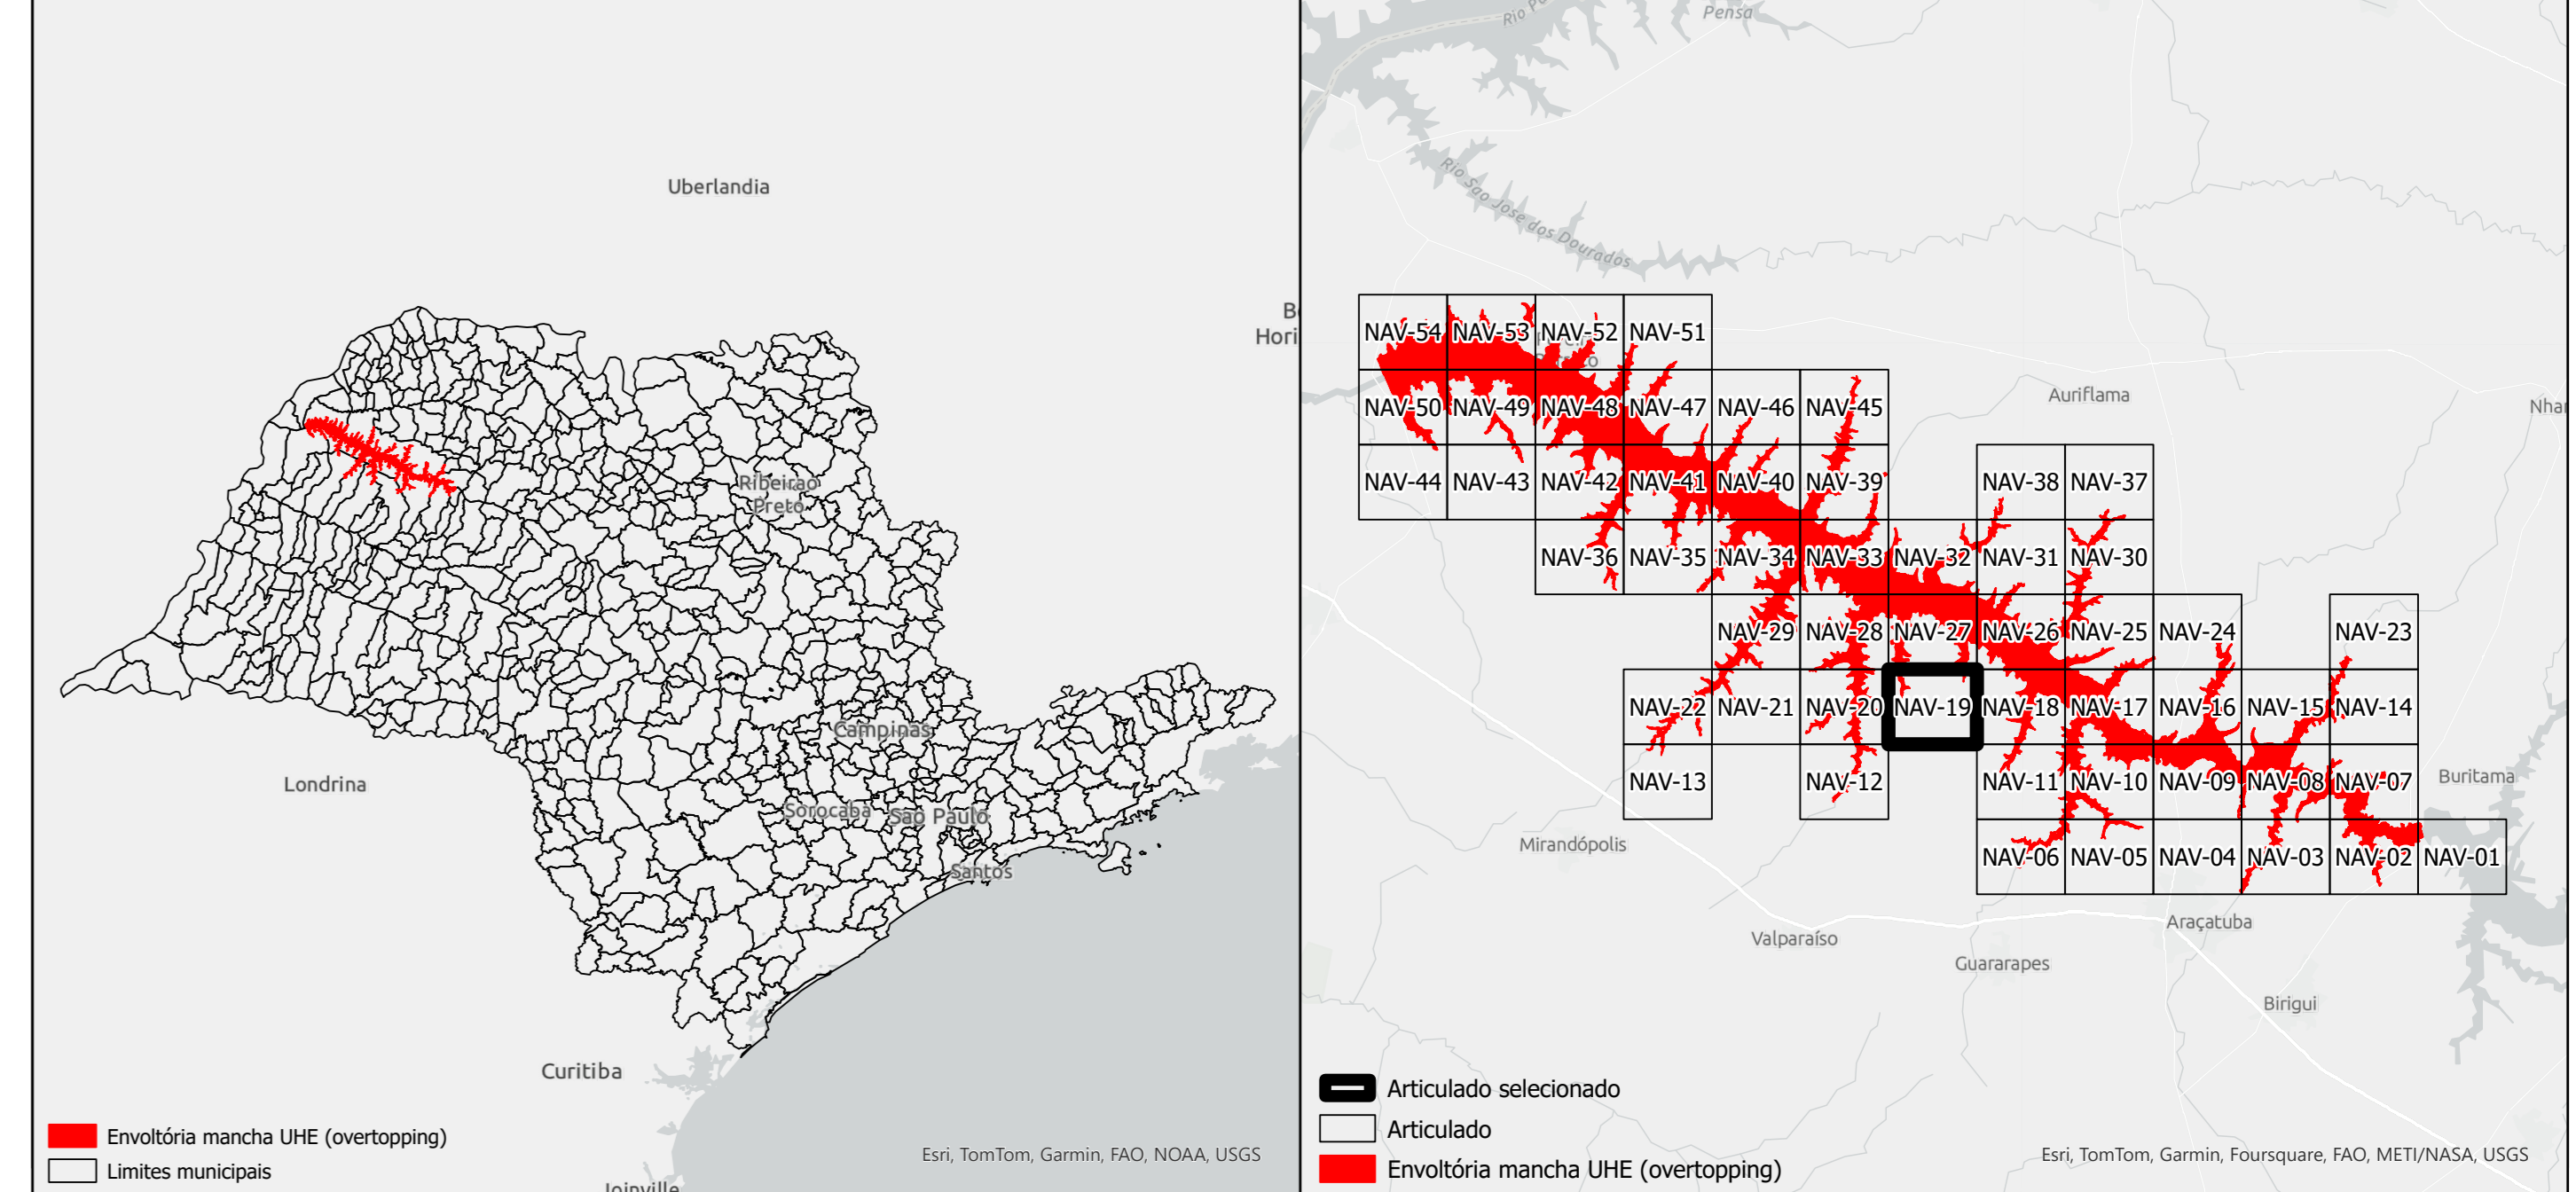 Uberlandia
Ribeirao
Preto
Campinas
Londrina
Sorocaba
Sao Paulo
Santos
Curitiba
Joinville
Envoltória mancha UHE (overtopping)
Limites municipais
Esri, TomTom, Garmin, FAO, NOAA, USGS
Hori
Pensa
Rio Sao Jose dos Dourados
NAV-54 NAV-53 NAV-52 NAV-51
Auriflama
NAV-50 NAV-49 NAV-48 NAV-47 NAV-46 NAV-45
NAV-44 NAV-43 NAV-42 NAV-41 NAV-40 NAV-39 NAV-38 NAV-37
NAV-36 NAV-35 NAV-34 NAV-33 NAV-32 NAV-31 NAV-30
NAV-29 NAV-28 NAV-27 NAV-26 NAV-25 NAV-24 NAV-23
NAV-22 NAV-21 NAV-20 NAV-19 NAV-18 NAV-17 NAV-16 NAV-15 NAV-14
NAV-13 NAV-12 NAV-11 NAV-10 NAV-09 NAV-08 NAV-07
Buritama
Mirandópolis
NAV-06 NAV-05 NAV-04 NAV-03 NAV-02 NAV-01
Araçatuba
Valparaíso
Guararapes
Birigui
Articulado selecionado
Articulado
Envoltória mancha UHE (overtopping)
Esri, TomTom, Garmin, Foursquare, FAO, METI/NASA, USGS